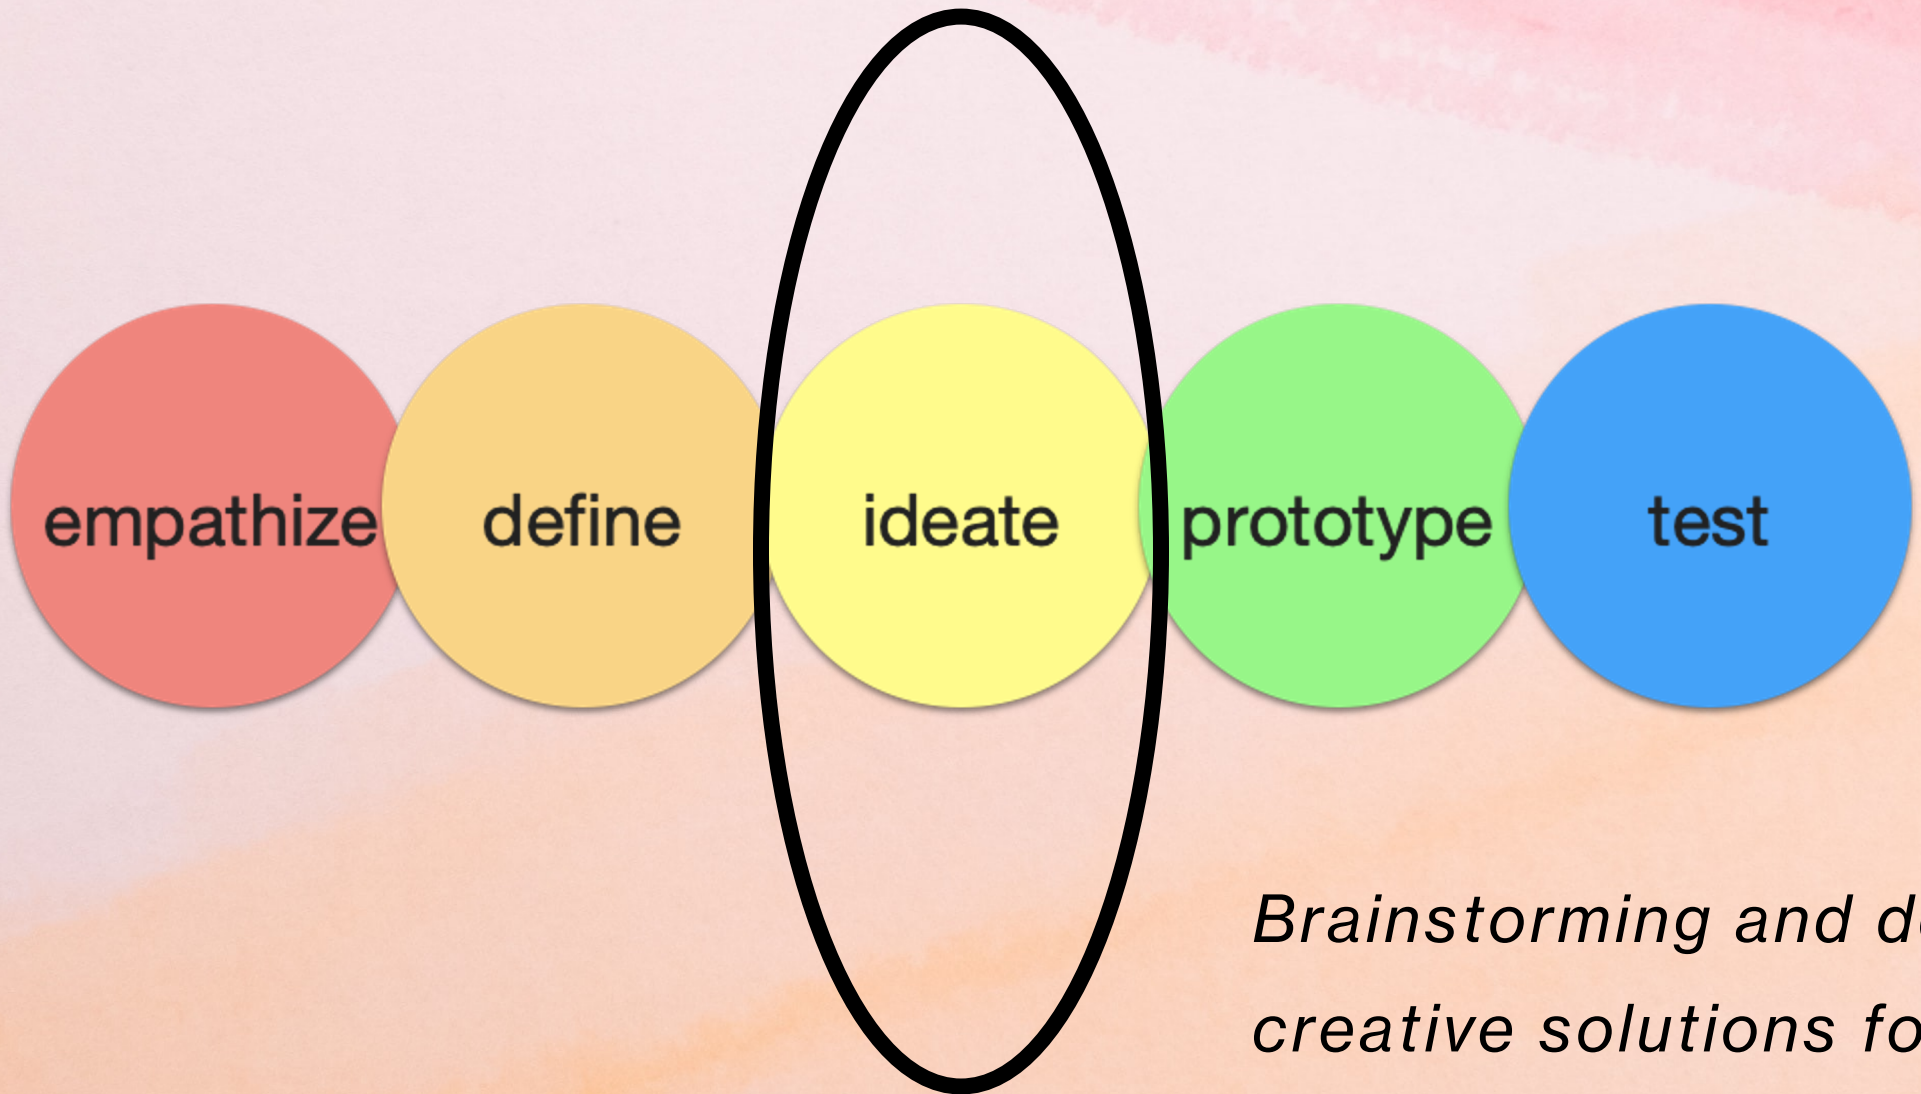 empathize define ideate prototype test
Brainstorming and
creative solutions